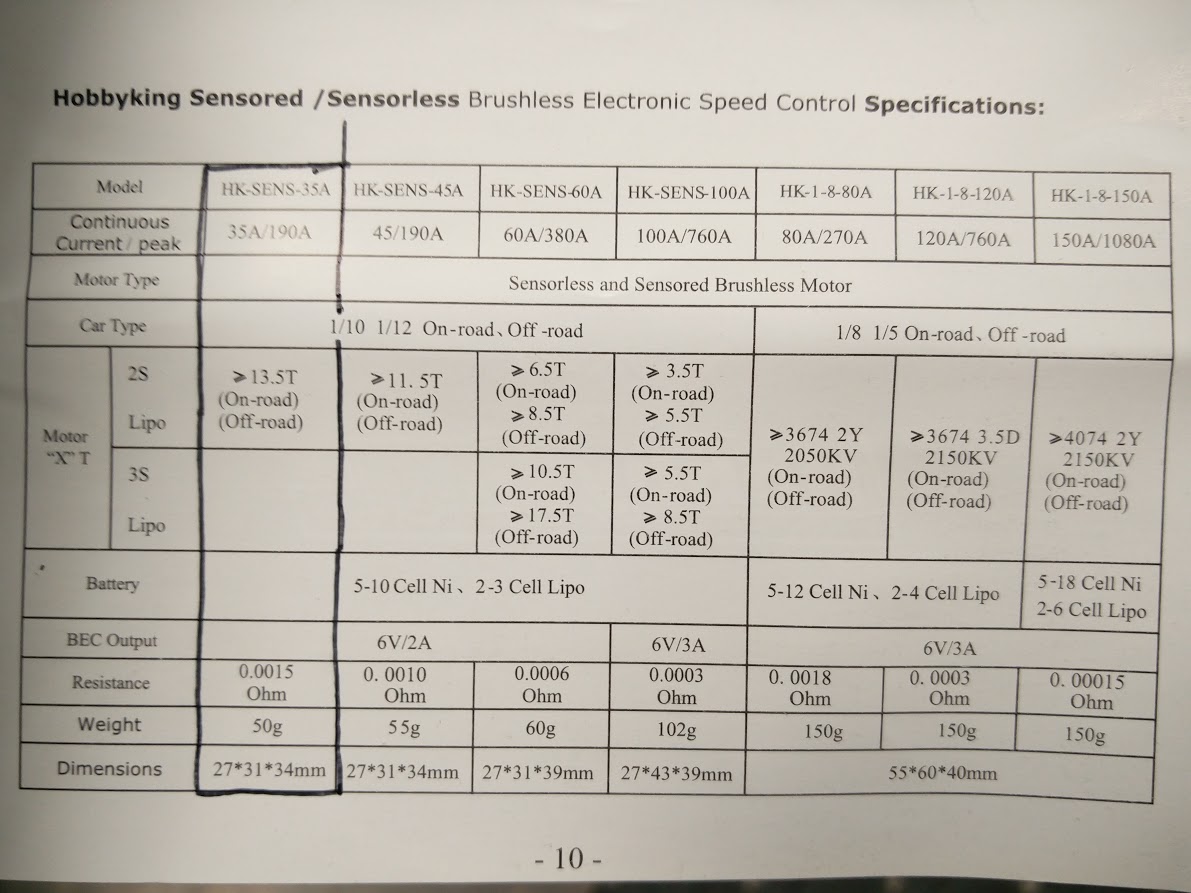 Hobbyking Sensored /Sensorless Brushless Electronic Speed Control Specifications:
Model HK-SENS-35A HK-SENS-45A HK-SENS-60A HK-SENS-100A HK-1-8-80A HK-1-8-120A HK-1-8-150A
Continuous
Current / peak 35A/190A 45/190A 60A/380A 100A/760A 80A/270A 120A/760A 150A/1080A
Motor Type Sensorless and Sensored Brushless Motor
Car Type 1/10 1/12 On-road、Off -road 1/8 1/5 On-road、Off -road
Motor
"X" T
2S
Lipo
⩾13.5T
(On-road)
(Off-road)
⩾11. 5T
(On-road)
(Off-road)
⩾6.5T
(On-road)
⩾8.5T
(Off-road)
⩾ 3.5T
(On-road)
⩾ 5.5T
(Off-road)
⩾3674 2Y
2050KV
(On-road)
(Off-road)
⩾3674 3.5D
2150KV
(On-road)
(Off-road)
⩾4074 2Y
2150KV
(On-road)
(Off-road)
3S
Lipo
⩾10.5T
(On-road)
⩾17.5T
(Off-road)
⩾ 5.5T
(On-road)
⩾ 8.5T
(Off-road)
Battery 5-10 Cell Ni 、2-3 Cell Lipo 5-12 Cell Ni 、2-4 Cell Lipo
5-18 Cell Ni
2-6 Cell Lipo
BEC Output 6V/2A 6V/3A 6V/3A
Resistance
0.0015
Ohm
0. 0010
Ohm
0.0006
Ohm
0.0003
Ohm
0. 0018
Ohm
0. 0003
Ohm
0. 00015
Ohm
Weight 50g 55g 60g 102g 150g 150g 150g
Dimensions 27*31*34mm 27*31*34mm 27*31*39mm 27*43*39mm 55*60*40mm
- 10 -